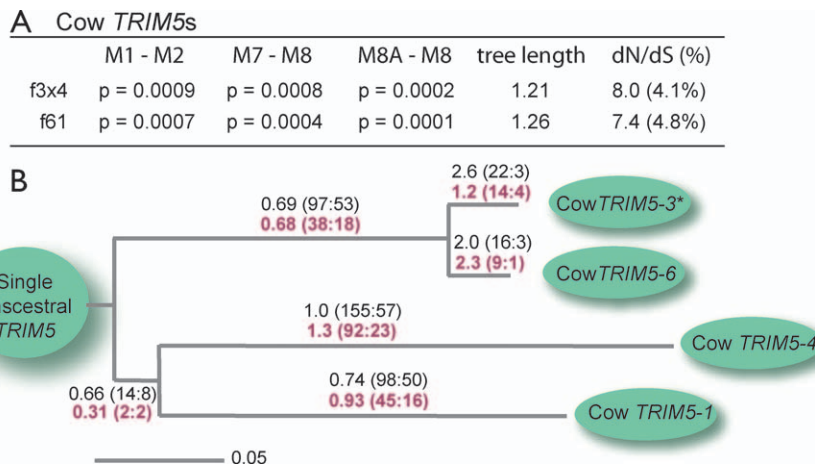 A Cow TRIM5s
M1 - M2 M7 - M8 M8A - M8 tree length dN/dS (%)
f3x4 p = 0.0009 p = 0.0008 p = 0.0002 1.21 8.0 (4.1%)
f61 p = 0.0007 p = 0.0004 p = 0.0001 1.26 7.4 (4.8%)
B
2.6 (22:3)
1.2 (14:4)
Cow TRIM5-3*
0.69 (97:53)
0.68 (38:18)
2.0 (16:3)
2.3 (9:1)
Cow TRIM5-6
Single
anscestral
TRIM5
1.0 (155:57)
1.3 (92:23)
Cow TRIM5-4
0.66 (14:8)
0.31 (2:2)
0.74 (98:50)
0.93 (45:16)
Cow TRIM5-1
0.05